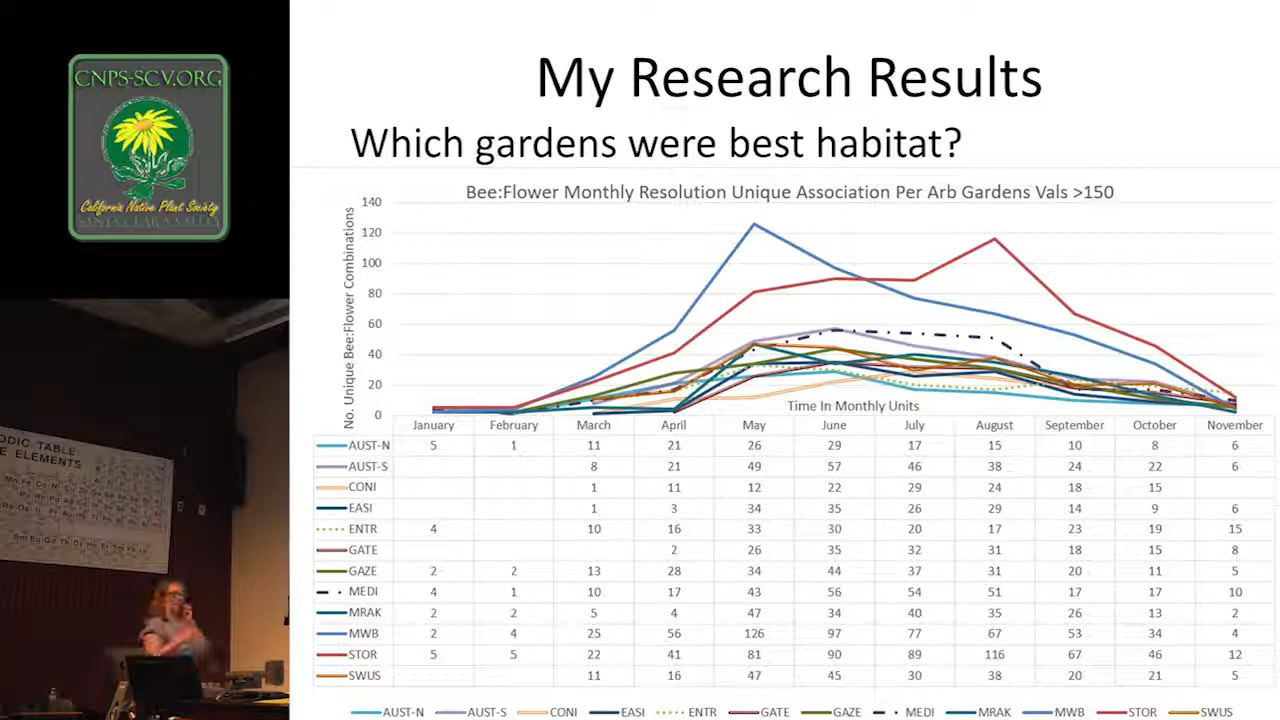 CNPS-SCV.ORG
California Native Plant Society
SANTA CLARA VALLEY
ODIC TABLE
E ELEMENTS
My Research Results
Which gardens were best habitat?
Bee:Flower Monthly Resolution Unique Association Per Arb Gardens Vals >150
No. Unique Bee:Flower Combinations
140
120
100
80
60
40
20
0
Time In Monthly Units
January February March April May June July August September October November
AUST-N 5 1 11 21 26 29 17 15 10 8 6
AUST-S 8 21 49 57 46 38 24 22 6
CONI 1 11 12 22 29 24 18 15
EASI 1 3 34 35 26 29 14 9 6
ENTR 4 10 16 33 30 20 17 23 19 15
GATE 2 26 35 32 31 18 15 8
GAZE 2 2 13 28 34 44 37 31 20 11 5
MEDI 4 1 10 17 43 56 54 51 17 17 10
MRAK 2 2 5 4 47 34 40 35 26 13 2
MWB 2 4 25 56 126 97 77 67 53 34 4
STOR 5 5 22 41 81 90 89 116 67 46 12
SWUS 11 16 47 45 30 38 20 21 5
AUST-N AUST-S CONI EASI ENTR GATE GAZE MEDI MRAK MWB STOR SWUS